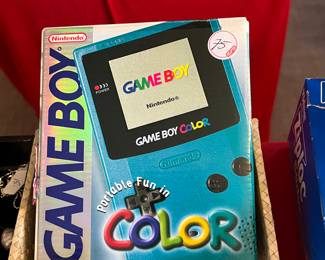 Nintendo
GAME BOY
POWER
GAME BOY
Nintendo®
GAME BOY COLOR
Nintendo
75
Portable Fun in
COLOR